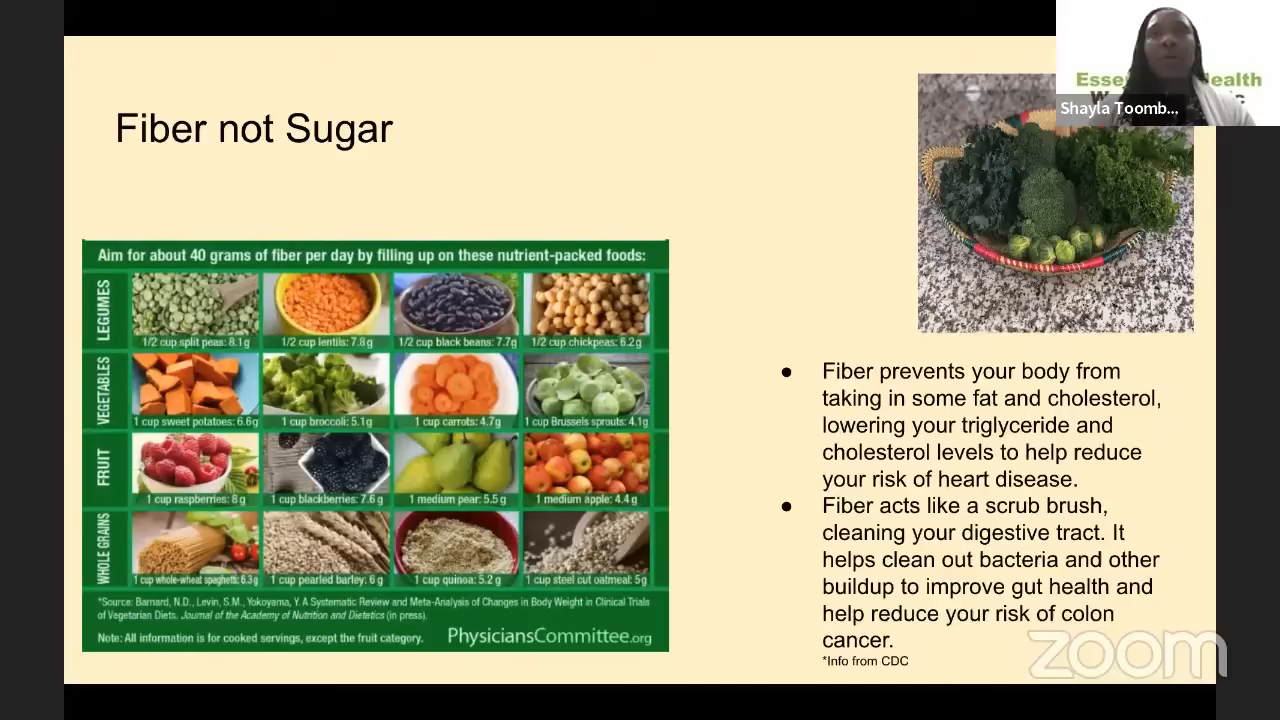 Fiber not Sugar
Shayla Toomb...
Aim for about 40 grams of fiber per day by filling up on these nutrient-packed foods:
LEGUMES
1/2 cup split peas: 8.1g
1/2 cup lentils: 7.8g
1/2 cup black beans: 7.7g
1/2 cup chickpeas: 6.2g
VEGETABLES
1 cup sweet potatoes: 6.6g
1 cup broccoli: 5.1g
1 cup carrots: 4.7g
1 cup Brussels sprouts: 4.1g
FRUIT
1 cup raspberries: 8g
1 cup blackberries: 7.6g
1 medium pear: 5.5g
1 medium apple: 4.4g
WHOLE GRAINS
1 cup whole-wheat spaghetti: 6.3g
1 cup pearled barley: 6g
1 cup quinoa: 5.2g
1 cup steel cut oatmeal: 5g
*Source: Barnard, N.D., Levin, S.M., Yokoyama, Y. A Systematic Review and Meta-Analysis of Changes in Body Weight in Clinical Trials
of Vegetarian Diets. Journal of the Academy of Nutrition and Dietetics (in press).
Note: All information is for cooked servings, except the fruit category.
PhysiciansCommittee.org
● Fiber prevents your body from
taking in some fat and cholesterol,
lowering your triglyceride and
cholesterol levels to help reduce
your risk of heart disease.
● Fiber acts like a scrub brush,
cleaning your digestive tract. It
helps clean out bacteria and other
buildup to improve gut health and
help reduce your risk of colon
cancer.
*Info from CDC
zoom